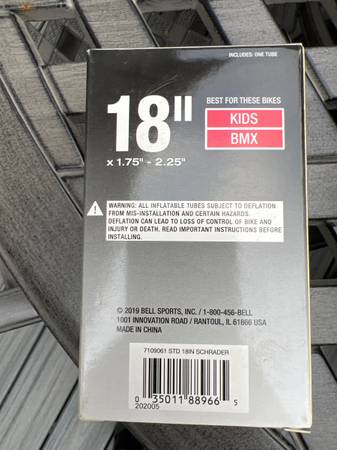 INCLUDES: ONE TUBE
18"
x 1.75" - 2.25"
BEST FOR THESE BIKES
KIDS
BMX
WARNING: ALL INFLATABLE TUBES SUBJECT TO DEFLATION
FROM MIS-INSTALLATION AND CERTAIN HAZARDS.
DEFLATION CAN LEAD TO LOSS OF CONTROL OF BIKE AND
INJURY OR DEATH. READ IMPORTANT INSTRUCTIONS BEFORE
INSTALLING.
© 2019 BELL SPORTS, INC. / 1-800-456-BELL
1001 INNOVATION ROAD / RANTOUL, IL 61866 USA
MADE IN CHINA
7109061 STD 18IN SCHRADER
0 35011 88966 5
202005